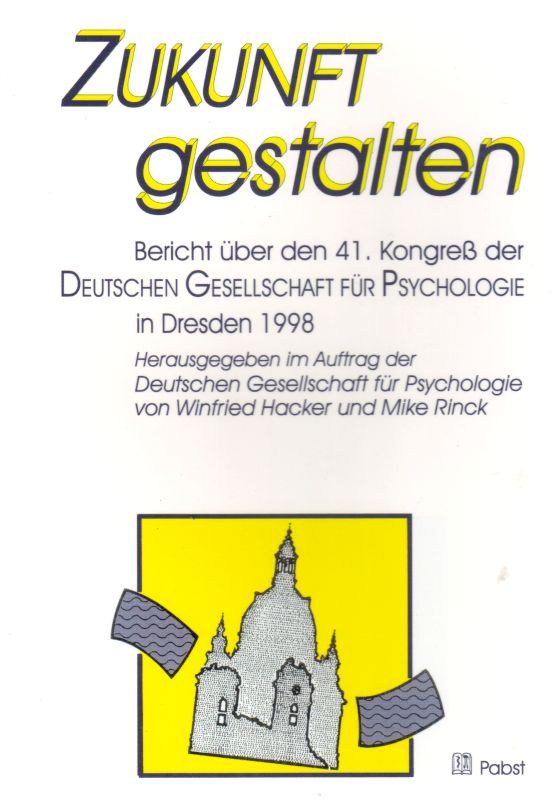 ZUKUNFT
gestalten
Bericht über den 41. Kongreß der
DEUTSCHEN GESELLSCHAFT FÜR PSYCHOLOGIE
in Dresden 1998
Herausgegeben im Auftrag der
Deutschen Gesellschaft für Psychologie
von Winfried Hacker und Mike Rinck
Pabst